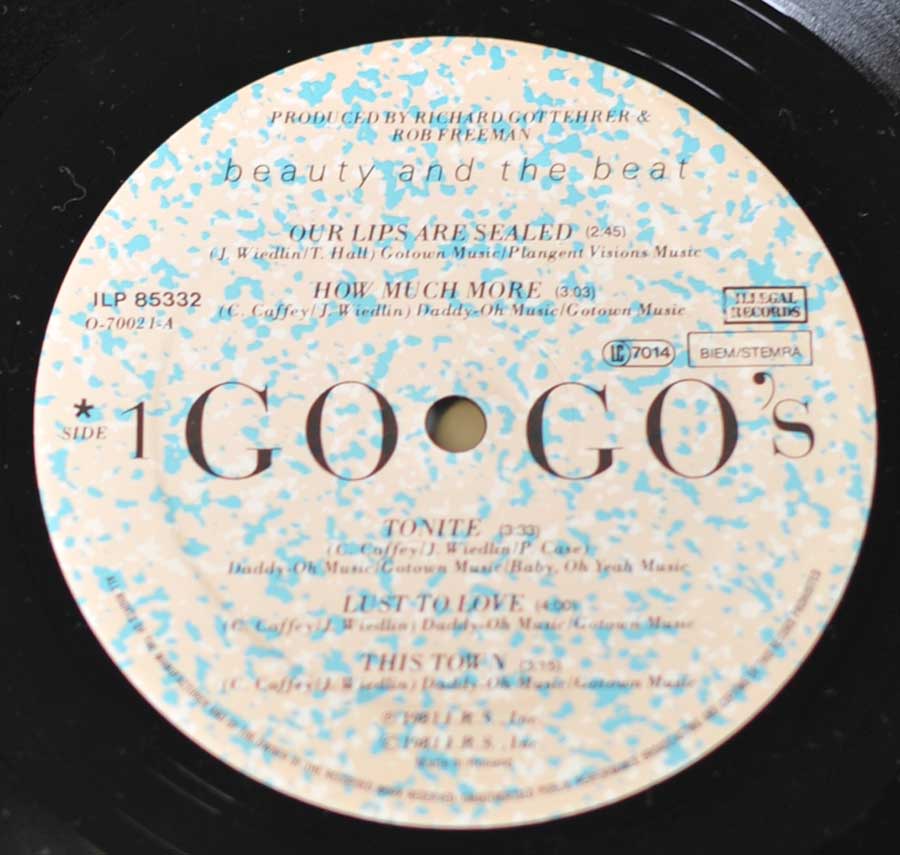 PRODUCED BY RICHARD GOTTEHRER &
ROB FREEMAN
beauty and the beat
OUR LIPS ARE SEALED (2:45)
(J. Wiedlin/T. Hall) Gotown Music/Plangent Visions Music
HOW MUCH MORE (3:03)
(C. Caffey/J. Wiedlin) Daddy-Oh Music/Gotown Music
ILP 85332
O-70021-A
ILLEGAL
RECORDS
LC 7014
BIEM/STEMRA
* SIDE 1 GO GO's
TONITE (3:33)
(C. Caffey/J. Wiedlin/P. Case)
Daddy-Oh Music/Gotown Music/Baby, Oh Yeah Music
LUST TO LOVE (4:00)
(C. Caffey/J. Wiedlin) Daddy-Oh Music/Gotown Music
THIS TOWN
(C. Caffey/J. Wiedlin) Daddy-Oh Music/Gotown Music
1981 I.R.S., Inc.
© 1981 I.R.S., Inc.
Made in Holland